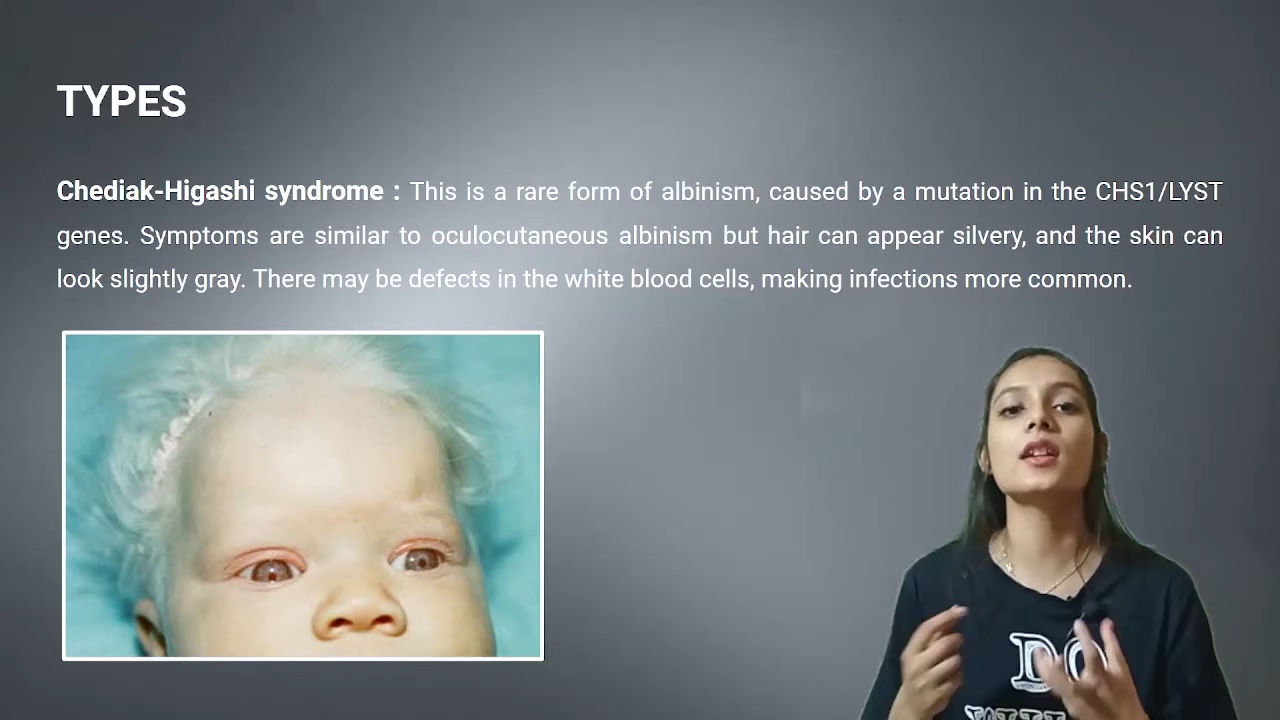 TYPES
Chediak-Higashi syndrome : This is a rare form of albinism, caused by a mutation in the CHS1/LYST
genes. Symptoms are similar to oculocutaneous albinism but hair can appear silvery, and the skin can
look slightly gray. There may be defects in the white blood cells, making infections more common.
DO